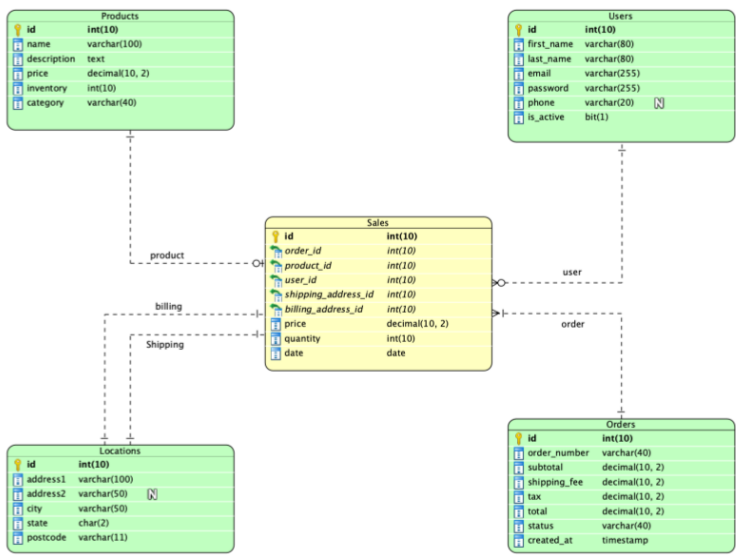 Products
id int(10)
name varchar(100)
description text
price decimal(10, 2)
inventory int(10)
category varchar(40)
Users
id int(10)
first_name varchar(80)
last_name varchar(80)
email varchar(255)
password varchar(255)
phone varchar(20) N
is_active bit(1)
product
billing
Shipping
Sales
id int(10)
order_id int(10)
product_id int(10)
user_id int(10)
shipping_address_id int(10)
billing_address_id int(10)
price decimal(10, 2)
quantity int(10)
date date
user
order
Locations
id int(10)
address1 varchar(100)
address2 varchar(50) N
city varchar(50)
state char(2)
postcode varchar(11)
Orders
id int(10)
order_number varchar(40)
subtotal decimal(10, 2)
shipping_fee decimal(10, 2)
tax decimal(10, 2)
total decimal(10, 2)
status varchar(40)
created_at timestamp